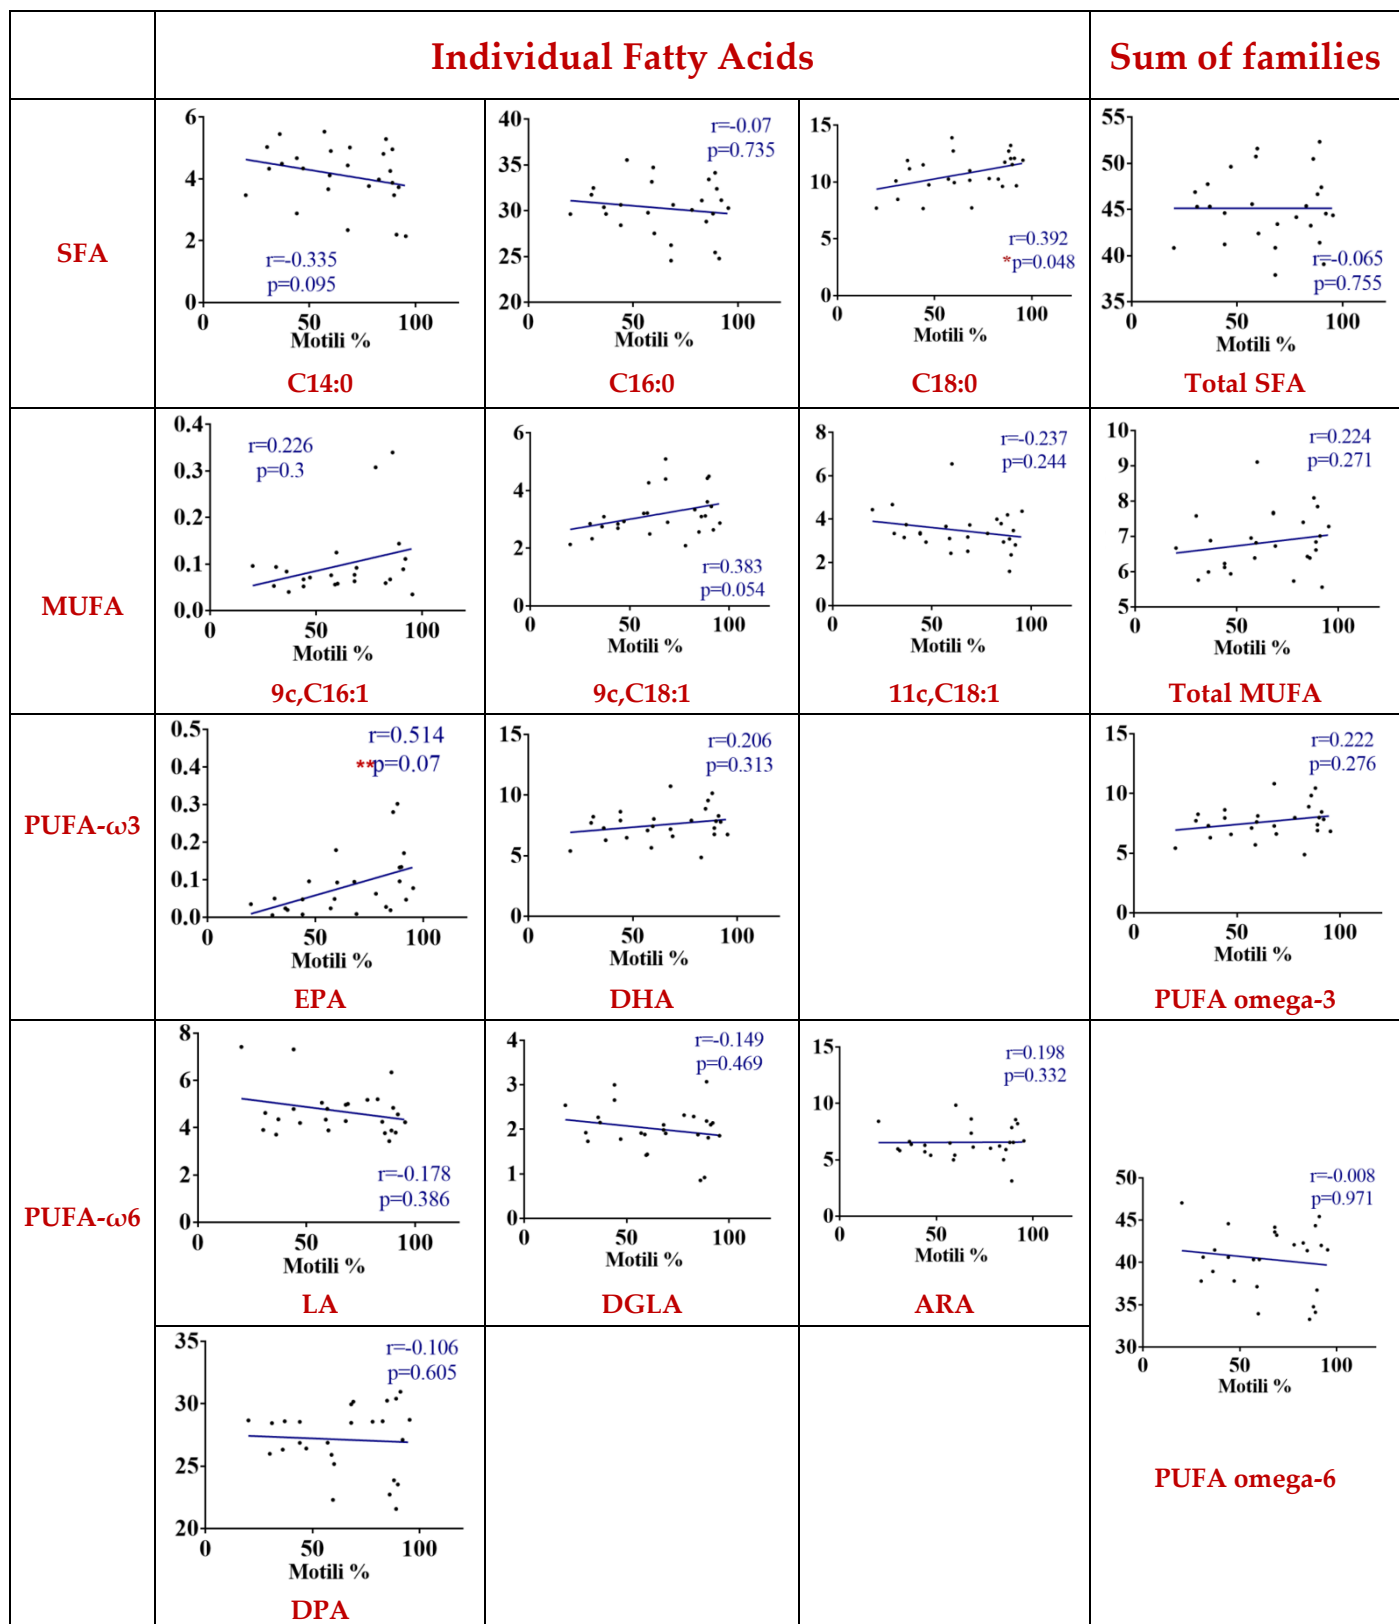 Individual Fatty Acids
Sum of families
SFA
6
4
2
0
0
50
100
r=-0.335
p=0.095
Motili %
C14:0
40
35
30
25
20
0
50
100
r=-0.07
p=0.735
Motili %
C16:0
15
10
5
0
0
50
100
r=0.392
*p=0.048
Motili %
C18:0
55
50
45
40
35
0
50
100
r=-0.065
p=0.755
Motili %
Total SFA
MUFA
0.4
0.3
0.2
0.1
0.0
0
50
100
r=0.226
p=0.3
Motili %
9c,C16:1
6
4
2
0
0
50
100
r=0.383
p=0.054
Motili %
9c,C18:1
8
6
4
2
0
0
50
100
r=-0.237
p=0.244
Motili %
11c,C18:1
10
9
8
7
6
5
0
50
100
r=0.224
p=0.271
Motili %
Total MUFA
PUFA-ω3
0.5
0.4
0.3
0.2
0.1
0.0
0
50
100
r=0.514
**p=0.07
Motili %
EPA
15
10
5
0
0
50
100
r=0.206
p=0.313
Motili %
DHA
15
10
5
0
0
50
100
r=0.222
p=0.276
Motili %
PUFA omega-3
PUFA-ω6
8
6
4
2
0
0
50
100
r=-0.178
p=0.386
Motili %
LA
4
3
2
1
0
0
50
100
r=-0.149
p=0.469
Motili %
DGLA
15
10
5
0
0
50
100
r=0.198
p=0.332
Motili %
ARA
50
45
40
35
30
0
50
100
r=-0.008
p=0.971
Motili %
PUFA omega-6
35
30
25
20
0
50
100
r=-0.106
p=0.605
Motili %
DPA